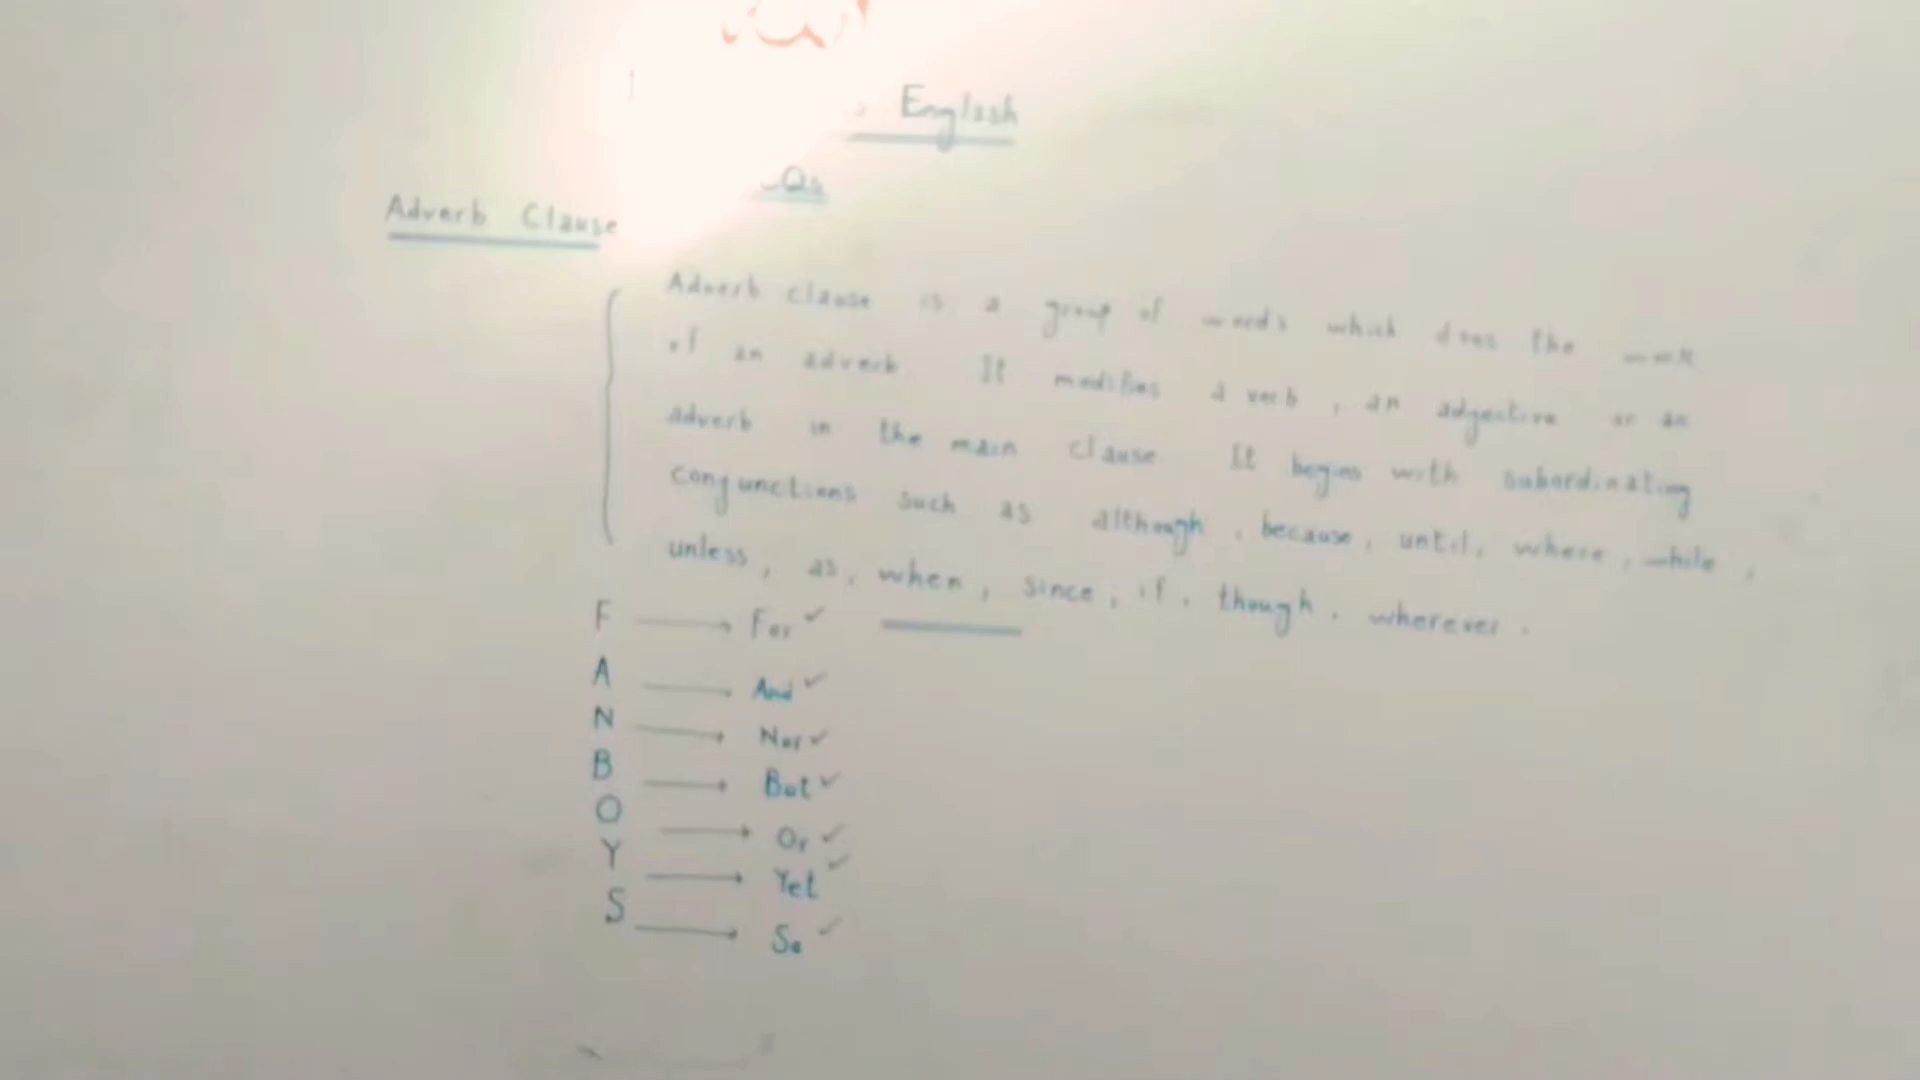 English
Qs
Adverb Clause
Adverb clause is a group of words which does the work
of an adverb It modifies a verb, an adjective or an
adverb in the main clause It begins with subordinating
conjunctions such as although, because, until, where, while,
unless, as, when, since, if, though, wherever.
F → For ✓
A → And ✓
N → Nor ✓
B → But ✓
O → Or ✓
Y → Yet ✓
S → So ✓